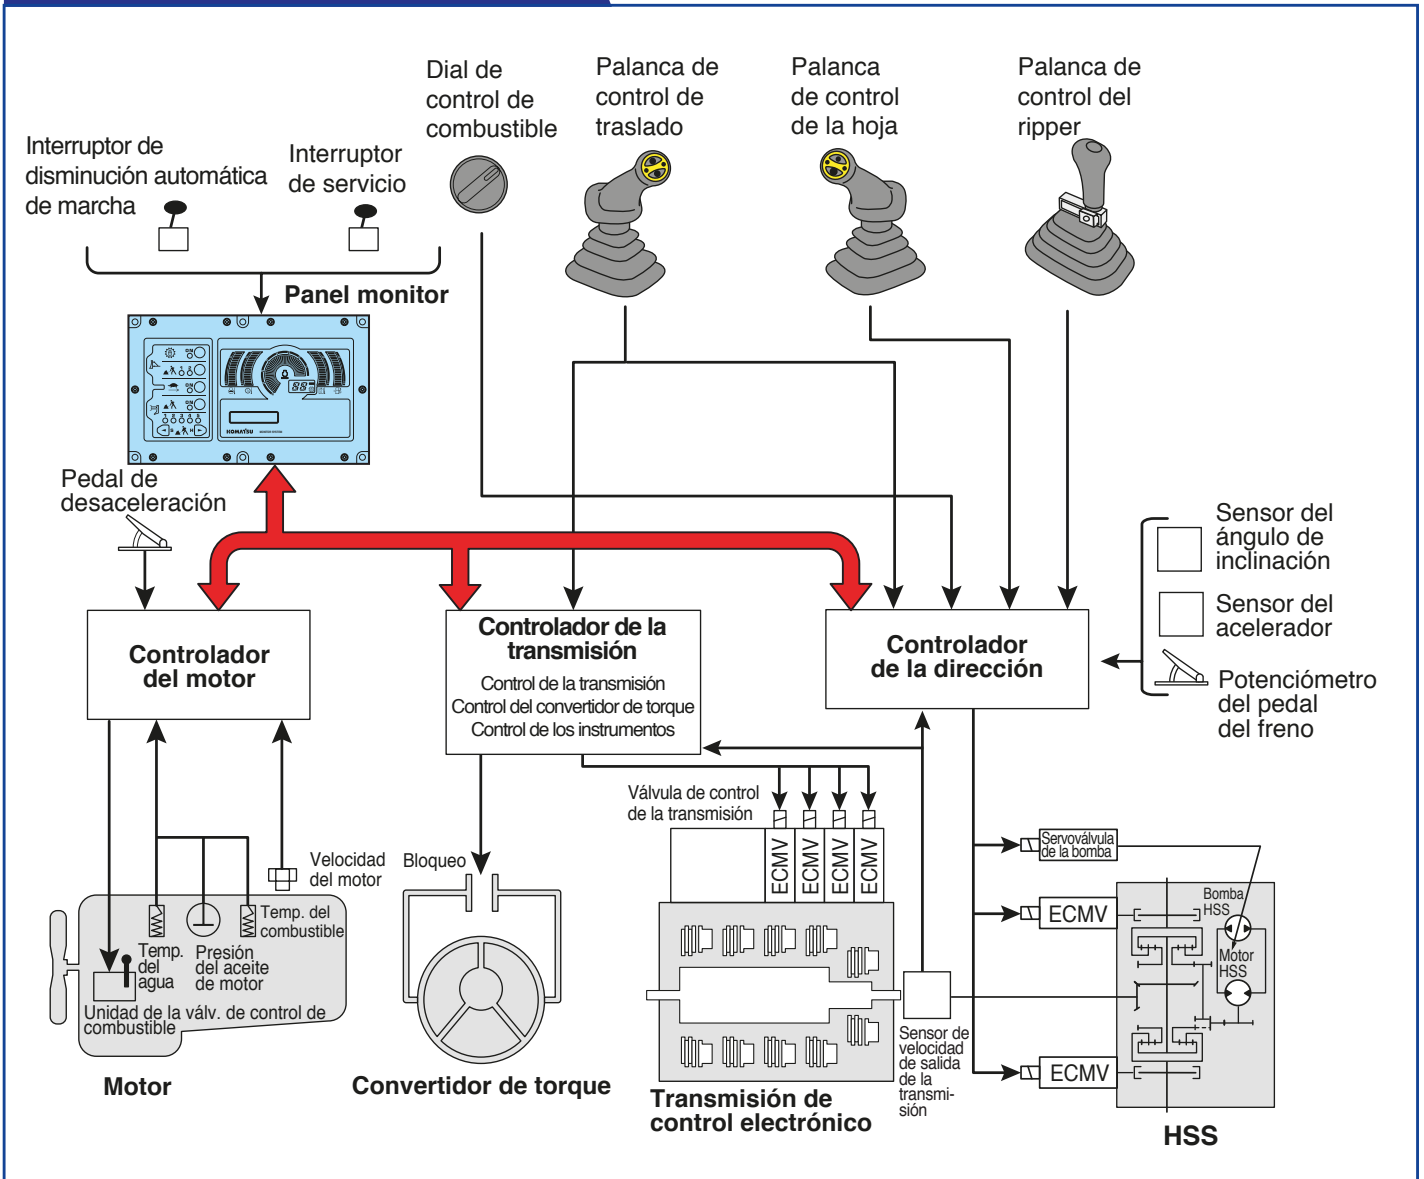 Dial de
control de
combustible
Palanca de
control de
traslado
Palanca
de control
de la hoja
Palanca de
control del
ripper
Interruptor de
disminución automática
de marcha
Interruptor
de servicio
Panel monitor
KOMATSU
Pedal de
desaceleración
Sensor del
ángulo de
inclinación
Sensor del
acelerador
Potenciómetro
del pedal
del freno
Controlador
del motor
Controlador de la
transmisión
Control de la transmisión
Control del convertidor de torque
Control de los instrumentos
Controlador
de la dirección
Válvula de control
de la transmisión
ECMV
ECMV
ECMV
ECMV
Servoválvula
de la bomba
ECMV
ECMV
Bomba
HSS
Motor
HSS
HSS
Velocidad
del motor
Bloqueo
Temp. del
combustible
Temp.
del
agua
Presión
del aceite
de motor
Unidad de la válv. de control de
combustible
Motor
Convertidor de torque
Transmisión de
control electrónico
Sensor de
velocidad
de salida
de la
transmi-
sión